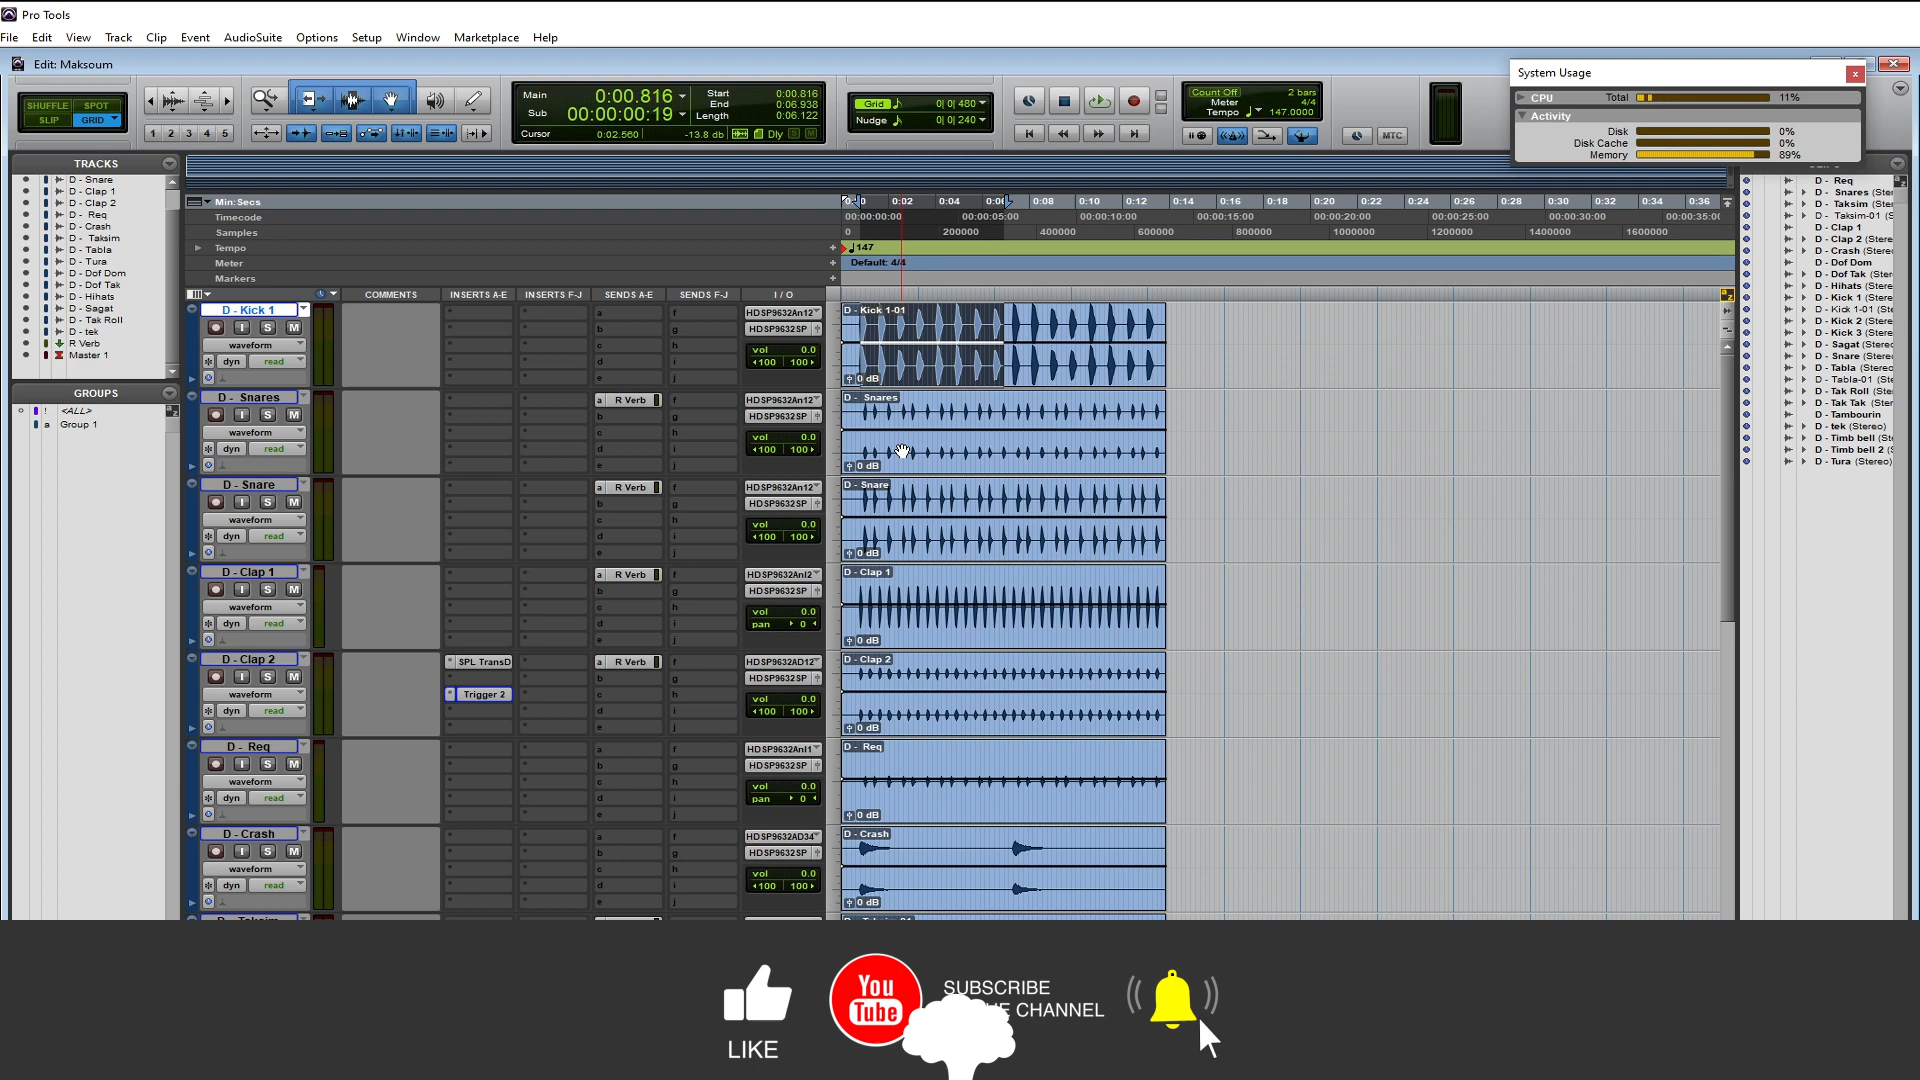 Pro Tools
File Edit View Track Clip Event AudioSuite Options Setup Window Marketplace Help
Edit: Maksoum
SHUFFLE SPOT
SLIP GRID
1 2 3 4 5
Main 0:00.816
Sub 00:00:00:19
Start 0:00.816
End 0:06.938
Length 0:06.122
Cursor 0:02.560 -13.8 db Dly S M
Grid 0| 0| 480
Nudge 0| 0| 240
Count Off 2 bars
Meter 4/4
Tempo 147.0000
MTC
System Usage
CPU Total 11%
Activity
Disk 0%
Disk Cache 0%
Memory 89%
TRACKS
D - Snare
D - Clap 1
D - Clap 2
D - Req
D - Crash
D - Taksim
D - Tabla
D - Tura
D - Dof Dom
D - Dof Tak
D - Hihats
D - Sagat
D - Tak Roll
D - tek
R Verb
Master 1
GROUPS
! <ALL>
a Group 1
Min:Secs 0:02 0:04 0:08 0:10 0:12 0:14 0:16 0:18 0:20 0:22 0:24 0:26 0:28 0:30 0:32 0:34 0:36
Timecode 00:00:00:00 00:00:05:00 00:00:10:00 00:00:15:00 00:00:20:00 00:00:25:00 00:00:30:00 00:00:35:0
Samples 0 200000 400000 600000 800000 1000000 1200000 1400000 1600000
Tempo 147
Meter Default: 4/4
Markers
COMMENTS INSERTS A-E INSERTS F-J SENDS A-E SENDS F-J I / O
D - Kick 1
I S M
waveform
dyn read
a b c d e
f g h i j
HDSP9632An12
HDSP9632SP
vol 0.0
100 100
D - Kick 1-01
0 dB
D - Snares
I S M
waveform
dyn read
a R Verb
b c d e
f g h i j
HDSP9632An12
HDSP9632SP
vol 0.0
100 100
D - Snares
0 dB
D - Snare
I S M
waveform
dyn read
a R Verb
b c d e
f g h i j
HDSP9632An12
HDSP9632SP
vol 0.0
100 100
D - Snare
0 dB
D - Clap 1
I S M
waveform
dyn read
a R Verb
b c d e
f g h i j
HDSP9632Anl2
HDSP9632SP
vol 0.0
pan 0
D - Clap 1
0 dB
D - Clap 2
I S M
waveform
dyn read
SPL TransD
Trigger 2
a R Verb
b c d e
f g h i j
HDSP9632AD12
HDSP9632SP
vol 0.0
100 100
D - Clap 2
0 dB
D - Req
I S M
waveform
dyn read
a b c d e
f g h i j
HDSP9632Anl1
HDSP9632SP
vol 0.0
pan 0
D - Req
0 dB
D - Crash
I S M
waveform
dyn read
a b c d e
f g h i j
HDSP9632AD34
HDSP9632SP
vol 0.0
100 100
D - Crash
0 dB
D - Req
D - Snares (Ste
D - Taksim (Ste
D - Taksim-01 (S
D - Clap 1
D - Clap 2 (Stere
D - Crash (Stere
D - Dof Dom
D - Dof Tak (Ster
D - Hihats (Stere
D - Kick 1 (Stere
D - Kick 1-01 (St
D - Kick 2 (Stere
D - Kick 3 (Stere
D - Sagat (Stere
D - Snare (Stere
D - Tabla (Stereo
D - Tabla-01 (Ste
D - Tak Roll (Ste
D - Tak Tak (Ster
D - Tambourin
D - tek (Stereo)
D - Timb bell (St
D - Timb bell 2 (
D - Tura (Stereo)
LIKE
You
Tube
SUBSCRIBE
CHANNEL